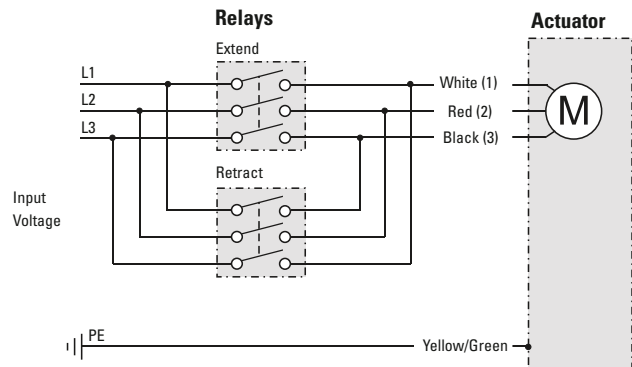 Relays
Actuator
Extend
L1
White (1)
L2
Red (2)
M
L3
Black (3)
Retract
Input
Voltage
PE
Yellow/Green